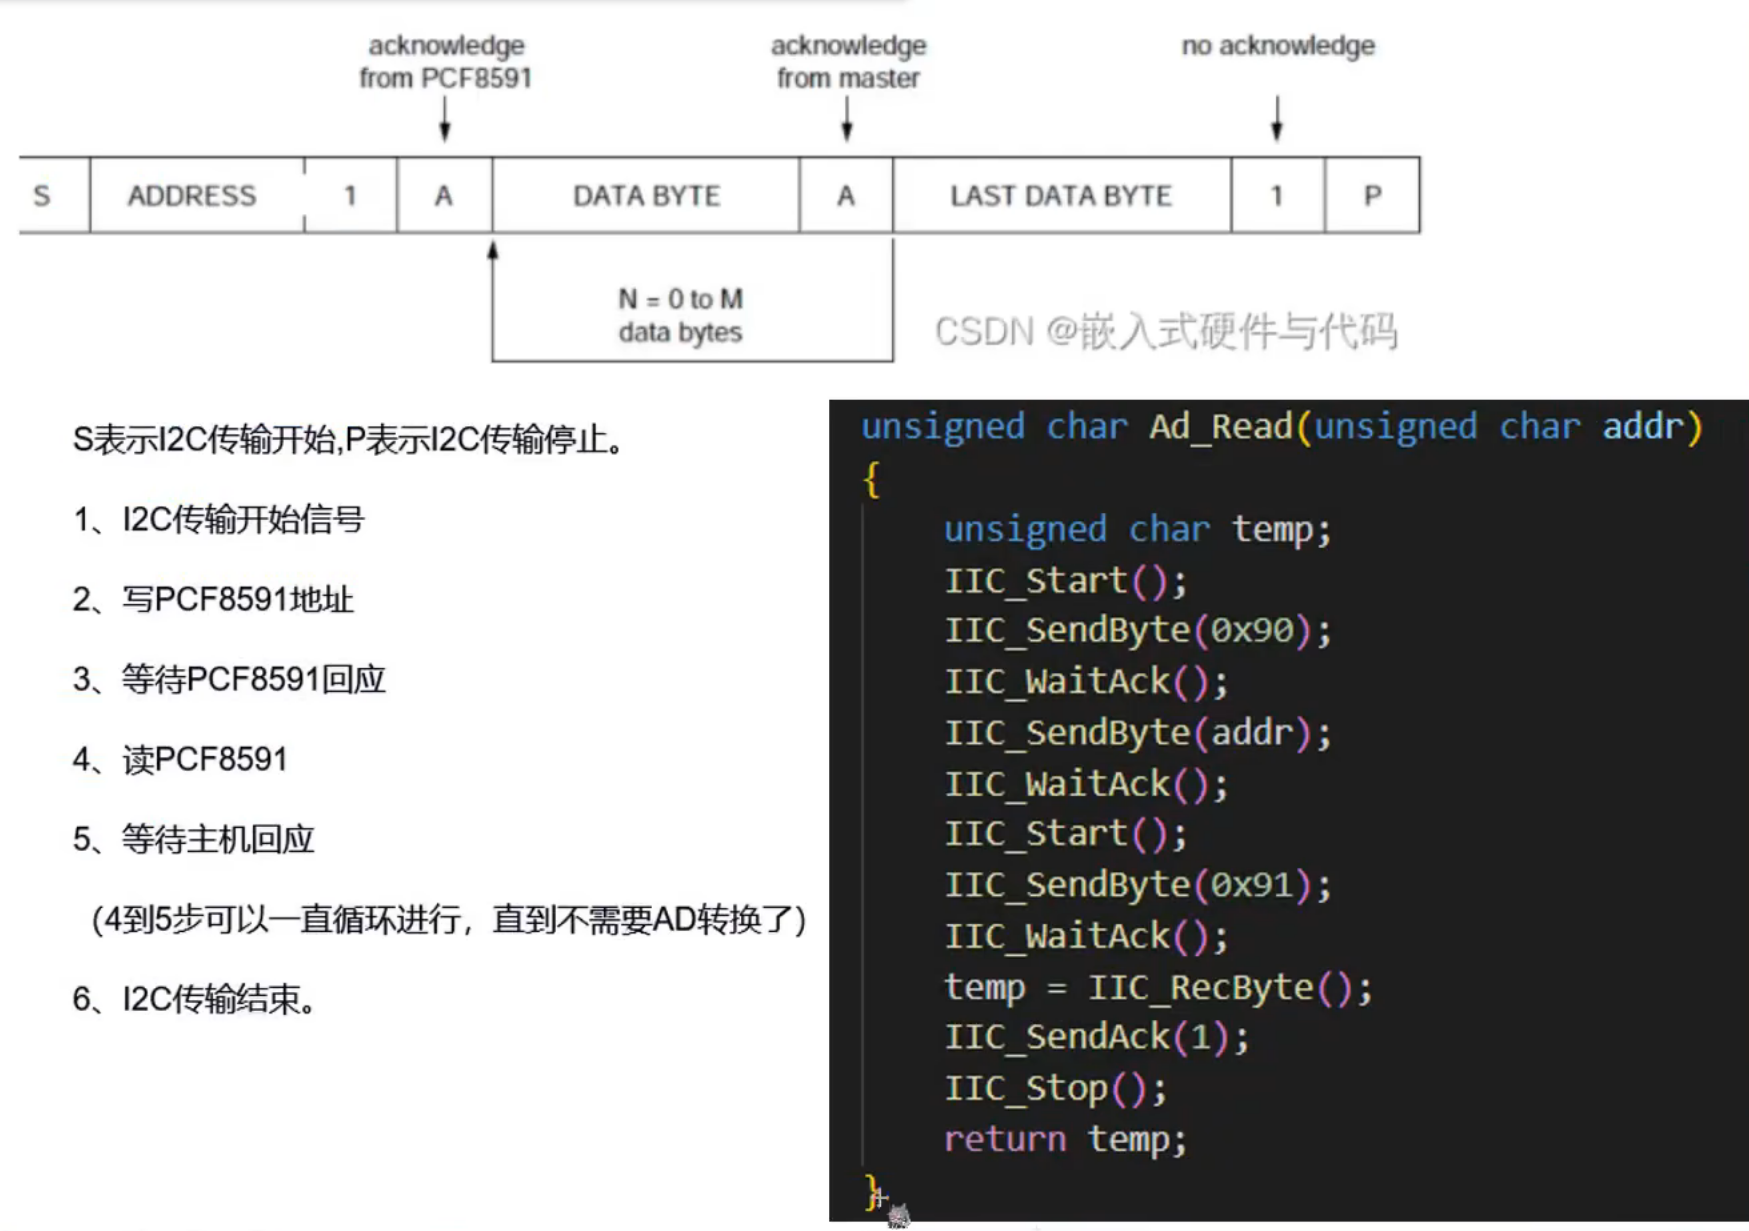 acknowledge
from PCF8591
acknowledge
from master
no acknowledge
S ADDRESS 1 A DATA BYTE A LAST DATA BYTE 1 P
N = 0 to M
data bytes
CSDN @嵌入式硬件与代码
S表示I2C传输开始,P表示I2C传输停止。
1、I2C传输开始信号
2、写PCF8591地址
3、等待PCF8591回应
4、读PCF8591
5、等待主机回应
（4到5步可以一直循环进行，直到不需要AD转换了）
6、I2C传输结束。
unsigned char Ad_Read(unsigned char addr)
{
unsigned char temp;
IIC_Start();
IIC_SendByte(0x90);
IIC_WaitAck();
IIC_SendByte(addr);
IIC_WaitAck();
IIC_Start();
IIC_SendByte(0x91);
IIC_WaitAck();
temp = IIC_RecByte();
IIC_SendAck(1);
IIC_Stop();
return temp;
}